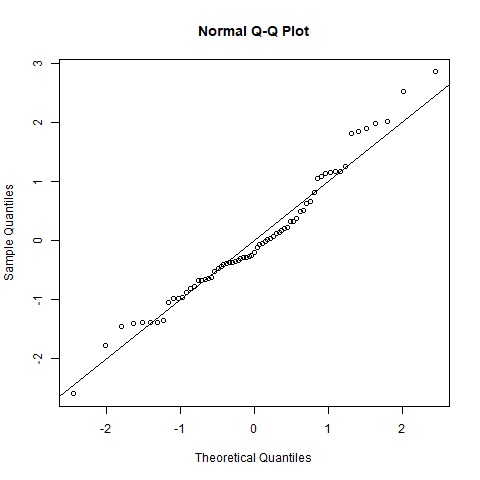 Normal Q-Q Plot
3
2
1
0
-1
-2
Sample Quantiles
-2 -1 0 1 2
Theoretical Quantiles